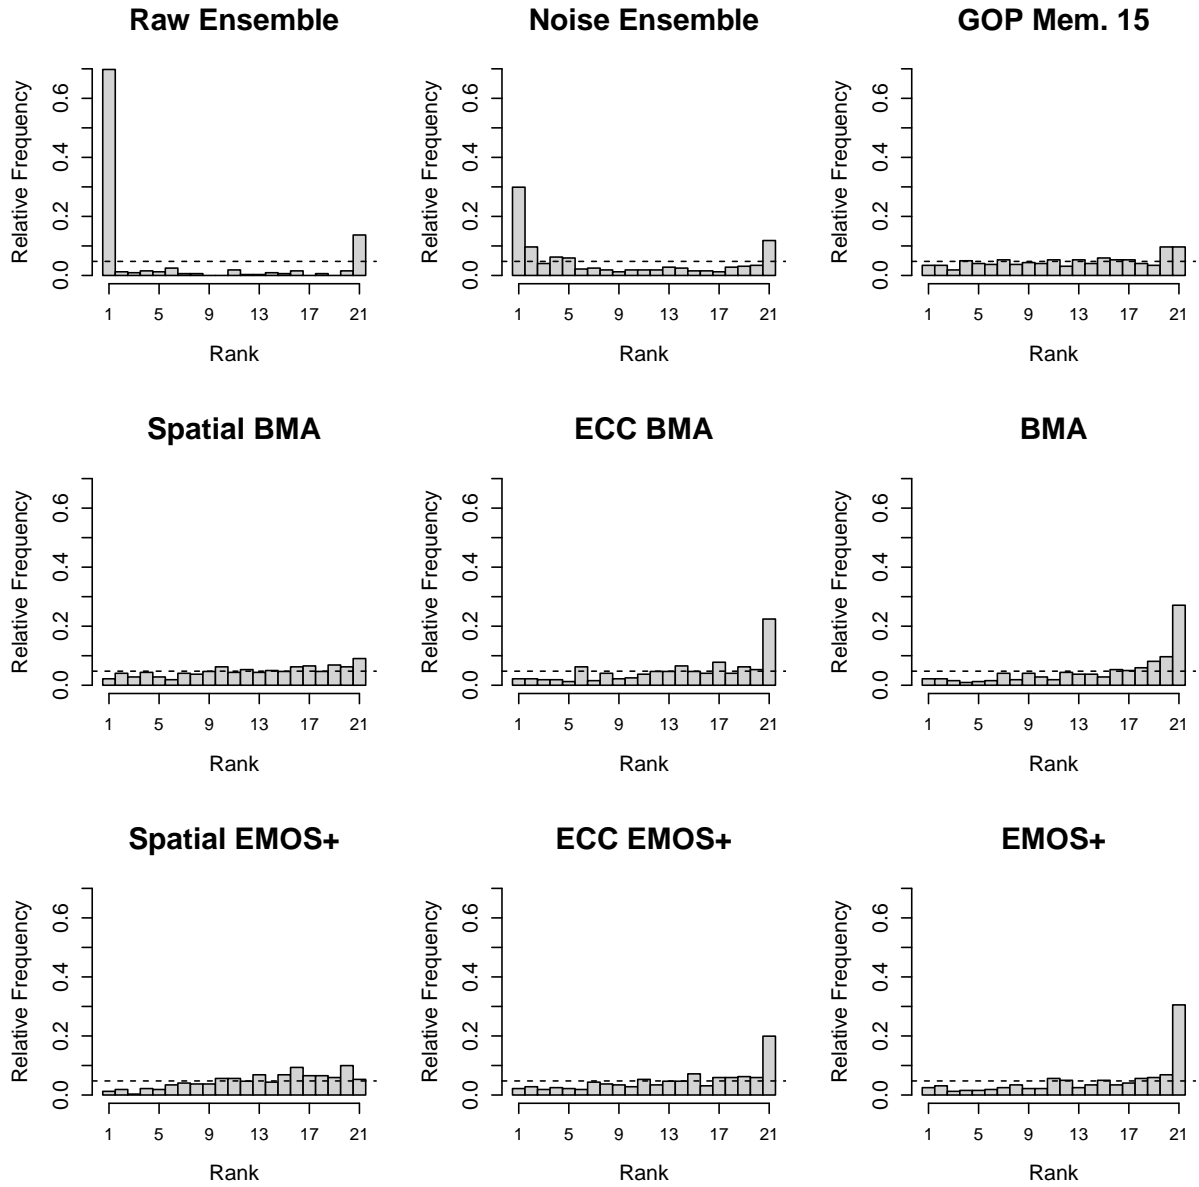 Raw Ensemble
Relative Frequency
0.0 0.2 0.4 0.6
1 5 9 13 17 21
Rank
Noise Ensemble
Relative Frequency
0.0 0.2 0.4 0.6
1 5 9 13 17 21
Rank
GOP Mem. 15
Relative Frequency
0.0 0.2 0.4 0.6
1 5 9 13 17 21
Rank
Spatial BMA
Relative Frequency
0.0 0.2 0.4 0.6
1 5 9 13 17 21
Rank
ECC BMA
Relative Frequency
0.0 0.2 0.4 0.6
1 5 9 13 17 21
Rank
BMA
Relative Frequency
0.0 0.2 0.4 0.6
1 5 9 13 17 21
Rank
Spatial EMOS+
Relative Frequency
0.0 0.2 0.4 0.6
1 5 9 13 17 21
Rank
ECC EMOS+
Relative Frequency
0.0 0.2 0.4 0.6
1 5 9 13 17 21
Rank
EMOS+
Relative Frequency
0.0 0.2 0.4 0.6
1 5 9 13 17 21
Rank